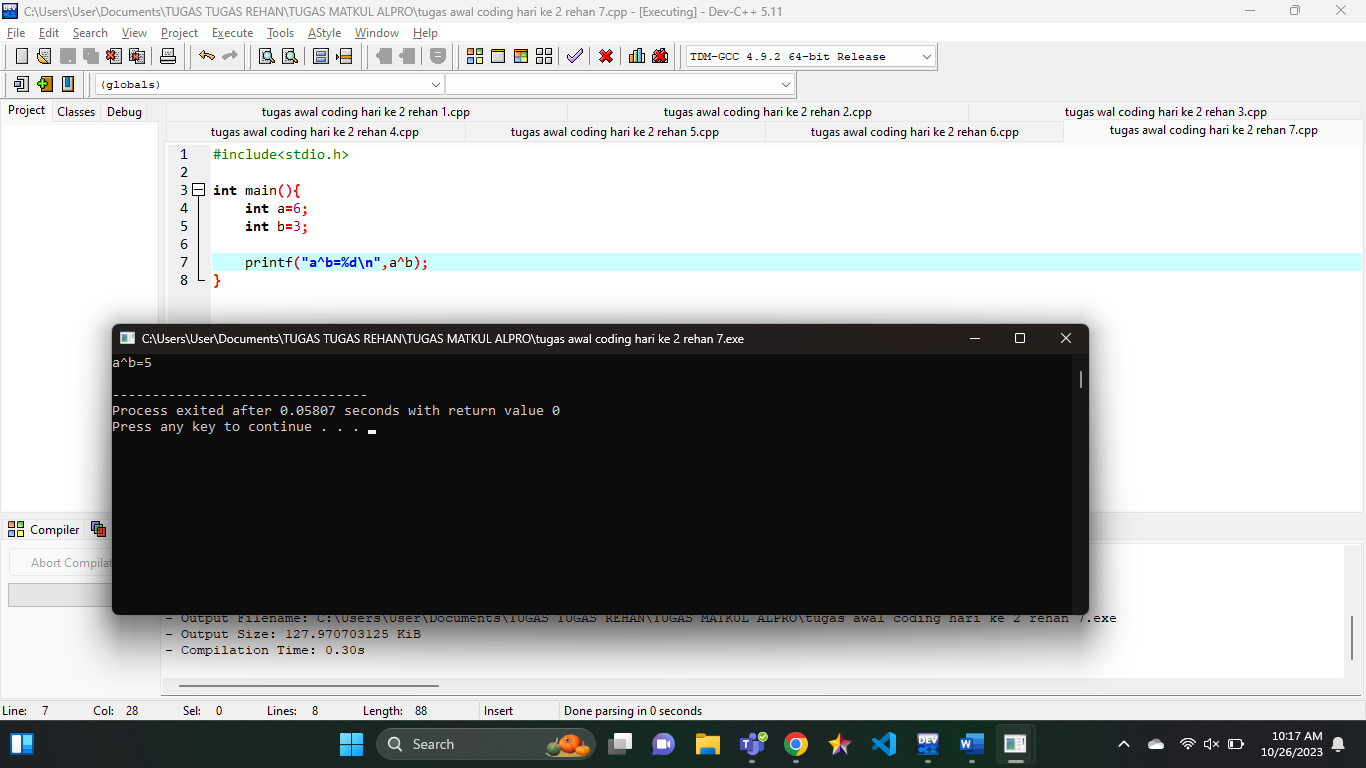 C:\Users\User\Documents\TUGAS TUGAS REHAN\TUGAS MATKUL ALPRO\tugas awal coding hari ke 2 rehan 7.cpp - [Executing] - Dev-C++ 5.11
File Edit Search View Project Execute Tools AStyle Window Help
TDM-GCC 4.9.2 64-bit Release
(globals)
Project Classes Debug
tugas awal coding hari ke 2 rehan 1.cpp tugas awal coding hari ke 2 rehan 2.cpp tugas wal coding hari ke 2 rehan 3.cpp
tugas awal coding hari ke 2 rehan 4.cpp tugas awal coding hari ke 2 rehan 5.cpp tugas awal coding hari ke 2 rehan 6.cpp tugas awal coding hari ke 2 rehan 7.cpp
1 #include<stdio.h>
2
3 int main(){
4 int a=6;
5 int b=3;
6
7 printf("a^b=%d\n",a^b);
8 }
C:\Users\User\Documents\TUGAS TUGAS REHAN\TUGAS MATKUL ALPRO\tugas awal coding hari ke 2 rehan 7.exe
a^b=5
--------------------------------
Process exited after 0.05807 seconds with return value 0
Press any key to continue . . .
Compiler
Abort Compilat
- Output Filename: C:\Users\User\Documents\TUGAS TUGAS REHAN\TUGAS MATKUL ALPRO\tugas awal coding hari ke 2 rehan 7.exe
- Output Size: 127.970703125 KiB
- Compilation Time: 0.30s
Line: 7 Col: 28 Sel: 0 Lines: 8 Length: 88 Insert Done parsing in 0 seconds
Search
DEV
10:17 AM
10/26/2023